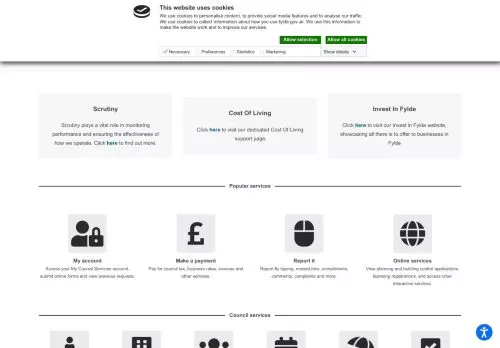 This website uses cookies
We use cookies to personalise content, to provide social media features and to analyse our traffic.
We use cookies to collect information about how you use fylde.gov.uk. We use this information to
make the website work and to improve our services.
Allow selection
Allow all cookies
Necessary
Preferences
Statistics
Marketing
Show details
Scrutiny
Scrutiny plays a vital role in monitoring
performance and ensuring the effectiveness of
how we operate. Click here to find out more.
Cost Of Living
Click here to visit our dedicated Cost Of Living
support page.
Invest In Fylde
Click here to visit our Invest in Fylde website,
showcasing all there is to offer to businesses in
Fylde.
Popular services
My account
Access your My Council Services account,
submit online forms and view previous requests.
Make a payment
Pay for council tax, business rates, invoices and
other services.
Report it
Report fly tipping, missed bins, compliments,
comments, complaints and more.
Online services
View planning and building control applications,
licensing registrations, and access other
interactive services.
Council services